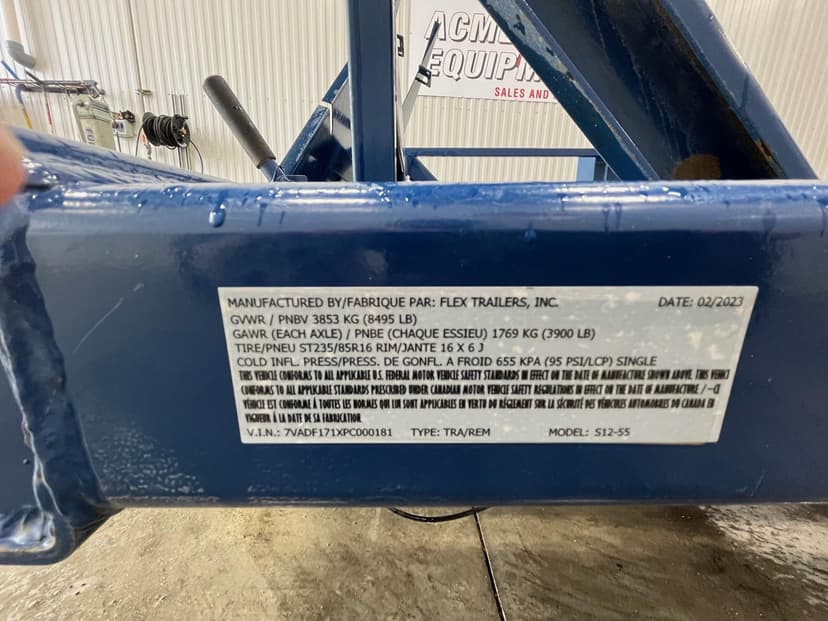 ACME
EQUIPM
SALES AND
MANUFACTURED BY/FABRIQUE PAR: FLEX TRAILERS, INC. DATE: 02/2023
GVWR / PNBV 3853 KG (8495 LB)
GAWR (EACH AXLE) / PNBE (CHAQUE ESSIEU) 1769 KG (3900 LB)
TIRE/PNEU ST235/85R16 RIM/JANTE 16 X 6 J
COLD INFL. PRESS/PRESS. DE GONFL. A FROID 655 KPA (95 PSI/LCP) SINGLE
THIS VEHICLE CONFORMS TO ALL APPLICABLE U.S. FEDERAL MOTOR VEHICLE SAFETY STANDARDS IN EFFECT ON THE DATE OF MANUFACTURE SHOWN ABOVE. THIS VEHICLE
CONFORMS TO ALL APPLICABLE STANDARDS PRESCRIBED UNDER CANADIAN MOTOR VEHICLE SAFETY REGULATIONS IN EFFECT ON THE DATE OF MANUFACTURE / -CE
VÉHICLE EST CONFORME À TOUTES LES NORMES QUI LUI SONT APPLICABLES EN VERTU DU RÉGLEMENT SUR LA SÉCURITÉ DES VÉHICULES AUTOMOBILES DU CANADA EN
VIGUEUR À LA DATE DE SA FABRICATION.
V.I.N.: 7VADF171XPC000181 TYPE: TRA/REM MODEL: S12-55